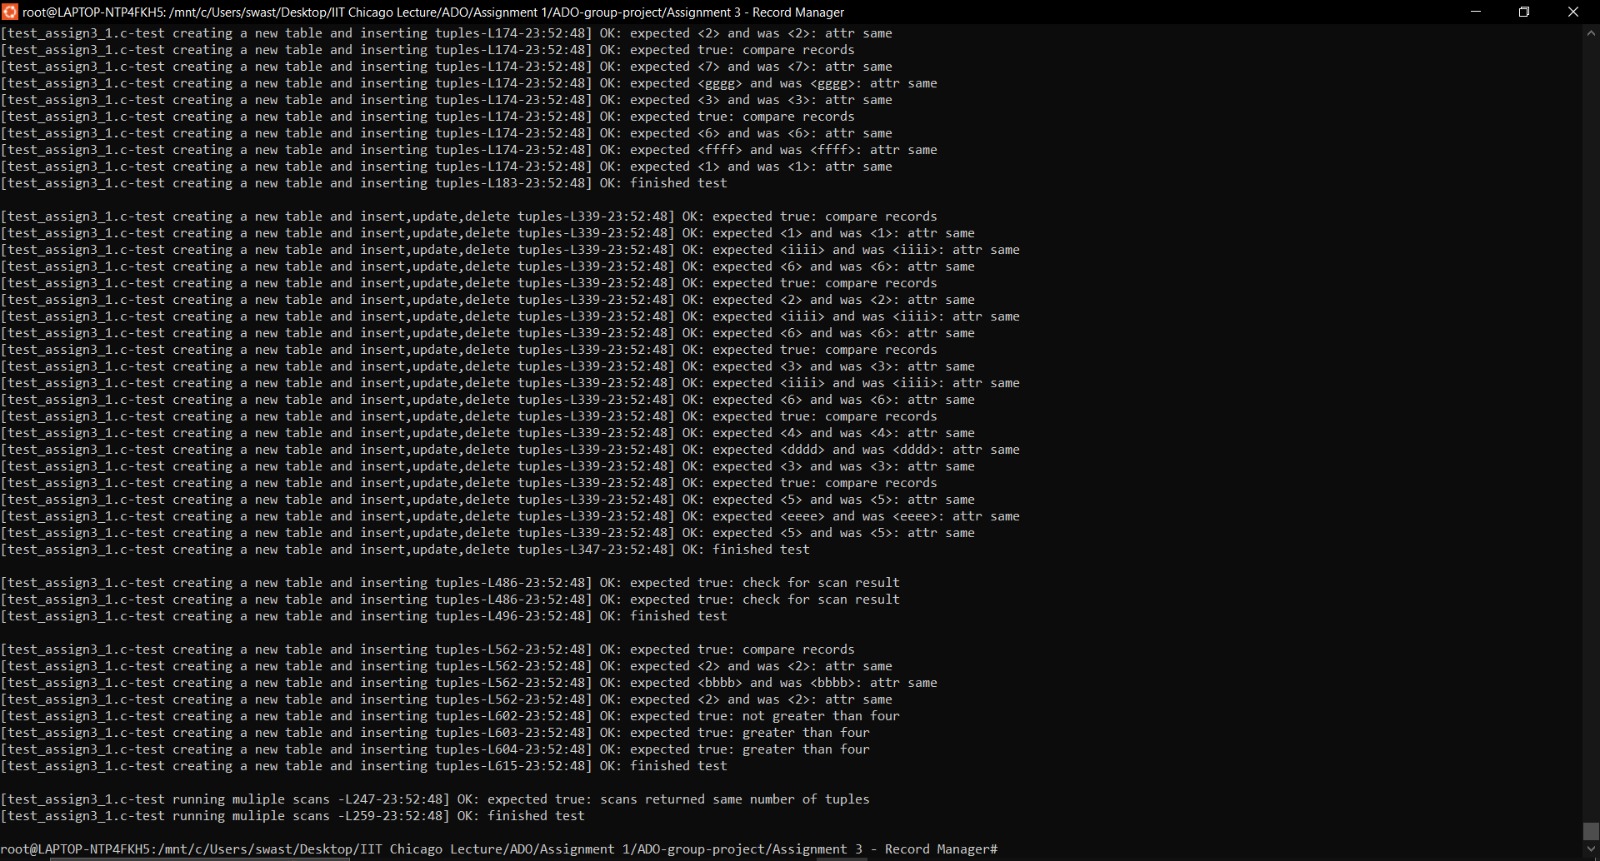 root@LAPTOP-NTP4FKH5: /mnt/c/Users/swast/Desktop/IIT Chicago Lecture/ADO/Assignment 1/ADO-group-project/Assignment 3 - Record Manager
[test_assign3_1.c-test creating a new table and inserting tuples-L174-23:52:48] OK: expected <2> and was <2>: attr same
[test_assign3_1.c-test creating a new table and inserting tuples-L174-23:52:48] OK: expected true: compare records
[test_assign3_1.c-test creating a new table and inserting tuples-L174-23:52:48] OK: expected <7> and was <7>: attr same
[test_assign3_1.c-test creating a new table and inserting tuples-L174-23:52:48] OK: expected <gggg> and was <gggg>: attr same
[test_assign3_1.c-test creating a new table and inserting tuples-L174-23:52:48] OK: expected <3> and was <3>: attr same
[test_assign3_1.c-test creating a new table and inserting tuples-L174-23:52:48] OK: expected true: compare records
[test_assign3_1.c-test creating a new table and inserting tuples-L174-23:52:48] OK: expected <6> and was <6>: attr same
[test_assign3_1.c-test creating a new table and inserting tuples-L174-23:52:48] OK: expected <ffff> and was <ffff>: attr same
[test_assign3_1.c-test creating a new table and inserting tuples-L174-23:52:48] OK: expected <1> and was <1>: attr same
[test_assign3_1.c-test creating a new table and inserting tuples-L183-23:52:48] OK: finished test
[test_assign3_1.c-test creating a new table and insert,update,delete tuples-L339-23:52:48] OK: expected true: compare records
[test_assign3_1.c-test creating a new table and insert,update,delete tuples-L339-23:52:48] OK: expected <1> and was <1>: attr same
[test_assign3_1.c-test creating a new table and insert,update,delete tuples-L339-23:52:48] OK: expected <iiii> and was <iiii>: attr same
[test_assign3_1.c-test creating a new table and insert,update,delete tuples-L339-23:52:48] OK: expected <6> and was <6>: attr same
[test_assign3_1.c-test creating a new table and insert,update,delete tuples-L339-23:52:48] OK: expected true: compare records
[test_assign3_1.c-test creating a new table and insert,update,delete tuples-L339-23:52:48] OK: expected <2> and was <2>: attr same
[test_assign3_1.c-test creating a new table and insert,update,delete tuples-L339-23:52:48] OK: expected <iiii> and was <iiii>: attr same
[test_assign3_1.c-test creating a new table and insert,update,delete tuples-L339-23:52:48] OK: expected <6> and was <6>: attr same
[test_assign3_1.c-test creating a new table and insert,update,delete tuples-L339-23:52:48] OK: expected true: compare records
[test_assign3_1.c-test creating a new table and insert,update,delete tuples-L339-23:52:48] OK: expected <3> and was <3>: attr same
[test_assign3_1.c-test creating a new table and insert,update,delete tuples-L339-23:52:48] OK: expected <iiii> and was <iiii>: attr same
[test_assign3_1.c-test creating a new table and insert,update,delete tuples-L339-23:52:48] OK: expected <6> and was <6>: attr same
[test_assign3_1.c-test creating a new table and insert,update,delete tuples-L339-23:52:48] OK: expected true: compare records
[test_assign3_1.c-test creating a new table and insert,update,delete tuples-L339-23:52:48] OK: expected <4> and was <4>: attr same
[test_assign3_1.c-test creating a new table and insert,update,delete tuples-L339-23:52:48] OK: expected <dddd> and was <dddd>: attr same
[test_assign3_1.c-test creating a new table and insert,update,delete tuples-L339-23:52:48] OK: expected <3> and was <3>: attr same
[test_assign3_1.c-test creating a new table and insert,update,delete tuples-L339-23:52:48] OK: expected true: compare records
[test_assign3_1.c-test creating a new table and insert,update,delete tuples-L339-23:52:48] OK: expected <5> and was <5>: attr same
[test_assign3_1.c-test creating a new table and insert,update,delete tuples-L339-23:52:48] OK: expected <eeee> and was <eeee>: attr same
[test_assign3_1.c-test creating a new table and insert,update,delete tuples-L339-23:52:48] OK: expected <5> and was <5>: attr same
[test_assign3_1.c-test creating a new table and insert,update,delete tuples-L347-23:52:48] OK: finished test
[test_assign3_1.c-test creating a new table and inserting tuples-L486-23:52:48] OK: expected true: check for scan result
[test_assign3_1.c-test creating a new table and inserting tuples-L486-23:52:48] OK: expected true: check for scan result
[test_assign3_1.c-test creating a new table and inserting tuples-L496-23:52:48] OK: finished test
[test_assign3_1.c-test creating a new table and inserting tuples-L562-23:52:48] OK: expected true: compare records
[test_assign3_1.c-test creating a new table and inserting tuples-L562-23:52:48] OK: expected <2> and was <2>: attr same
[test_assign3_1.c-test creating a new table and inserting tuples-L562-23:52:48] OK: expected <bbbb> and was <bbbb>: attr same
[test_assign3_1.c-test creating a new table and inserting tuples-L562-23:52:48] OK: expected <2> and was <2>: attr same
[test_assign3_1.c-test creating a new table and inserting tuples-L602-23:52:48] OK: expected true: not greater than four
[test_assign3_1.c-test creating a new table and inserting tuples-L603-23:52:48] OK: expected true: greater than four
[test_assign3_1.c-test creating a new table and inserting tuples-L604-23:52:48] OK: expected true: greater than four
[test_assign3_1.c-test creating a new table and inserting tuples-L615-23:52:48] OK: finished test
[test_assign3_1.c-test running muliple scans -L247-23:52:48] OK: expected true: scans returned same number of tuples
[test_assign3_1.c-test running muliple scans -L259-23:52:48] OK: finished test
root@LAPTOP-NTP4FKH5:/mnt/c/Users/swast/Desktop/IIT Chicago Lecture/ADO/Assignment 1/ADO-group-project/Assignment 3 - Record Manager#